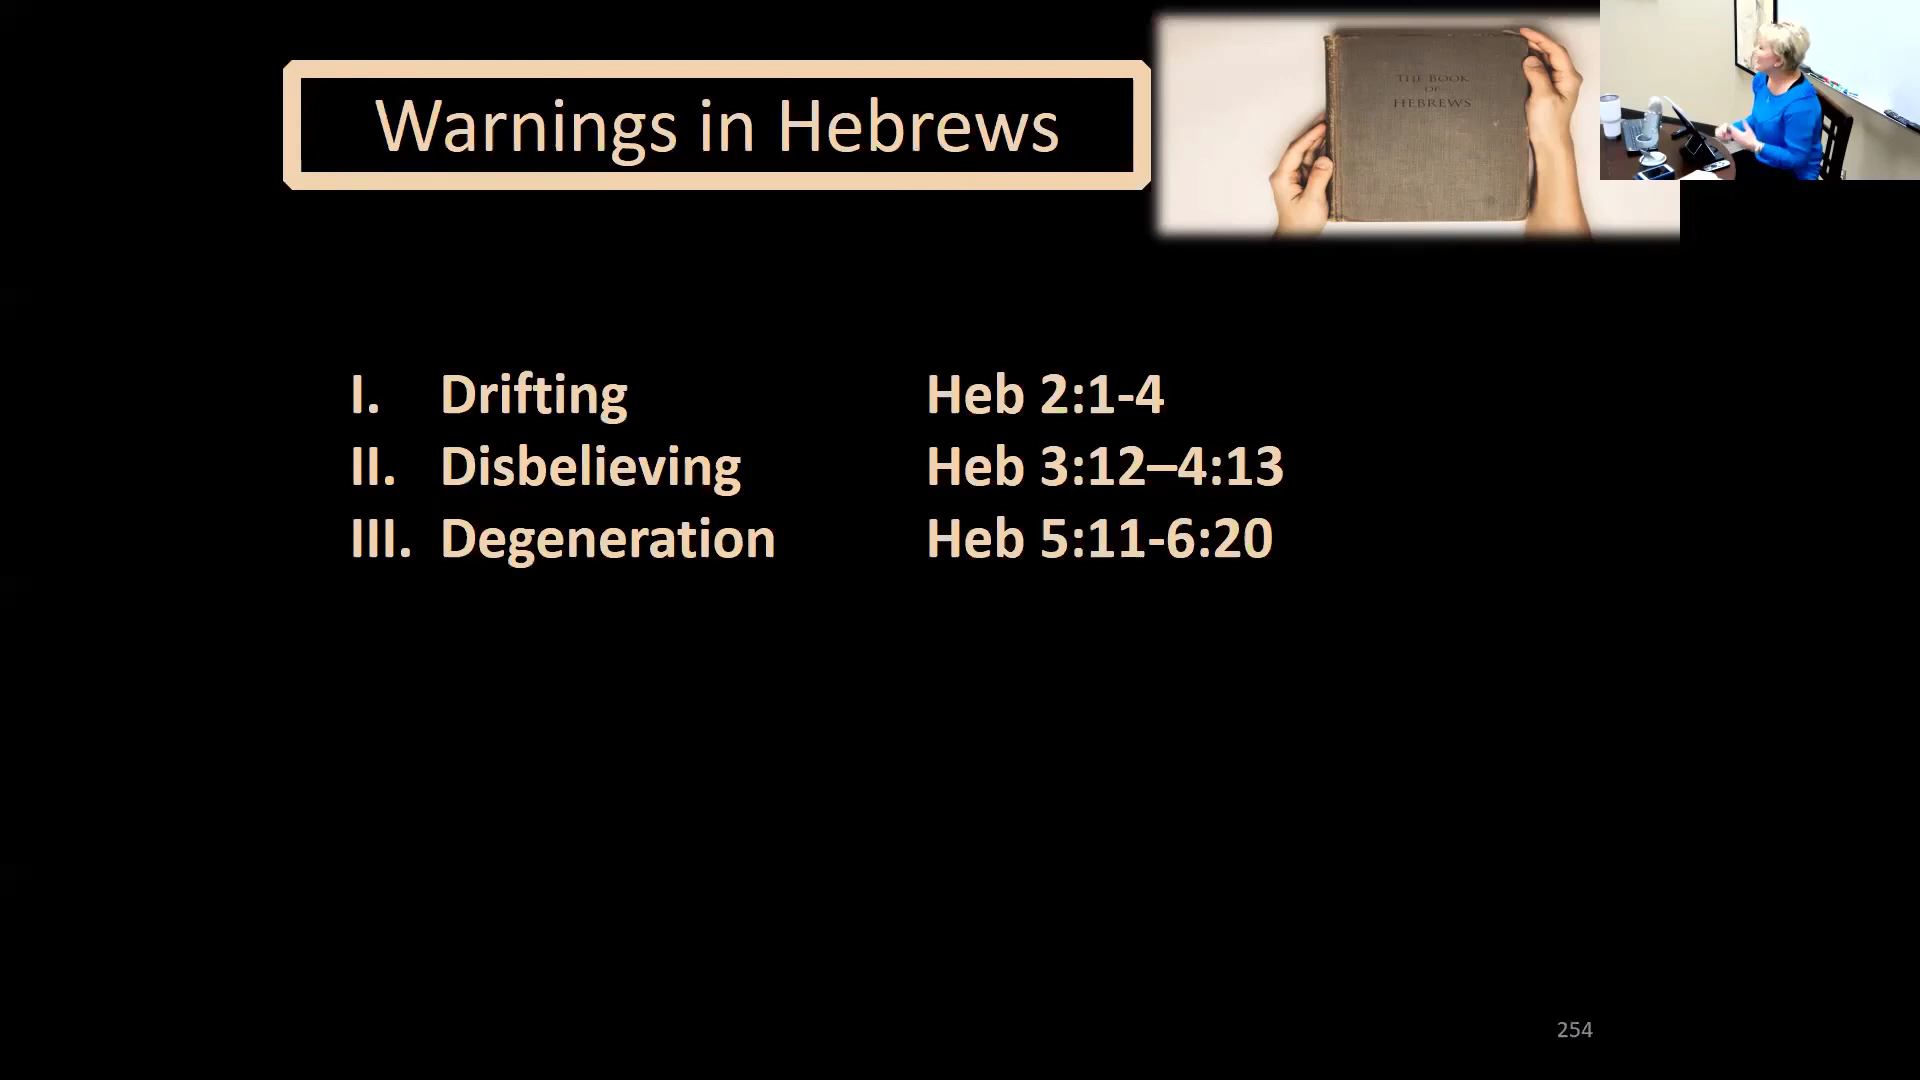 Warnings in Hebrews
THE BOOK
OF
HEBREWS
I. Drifting Heb 2:1-4
II. Disbelieving Heb 3:12–4:13
III. Degeneration Heb 5:11-6:20
254